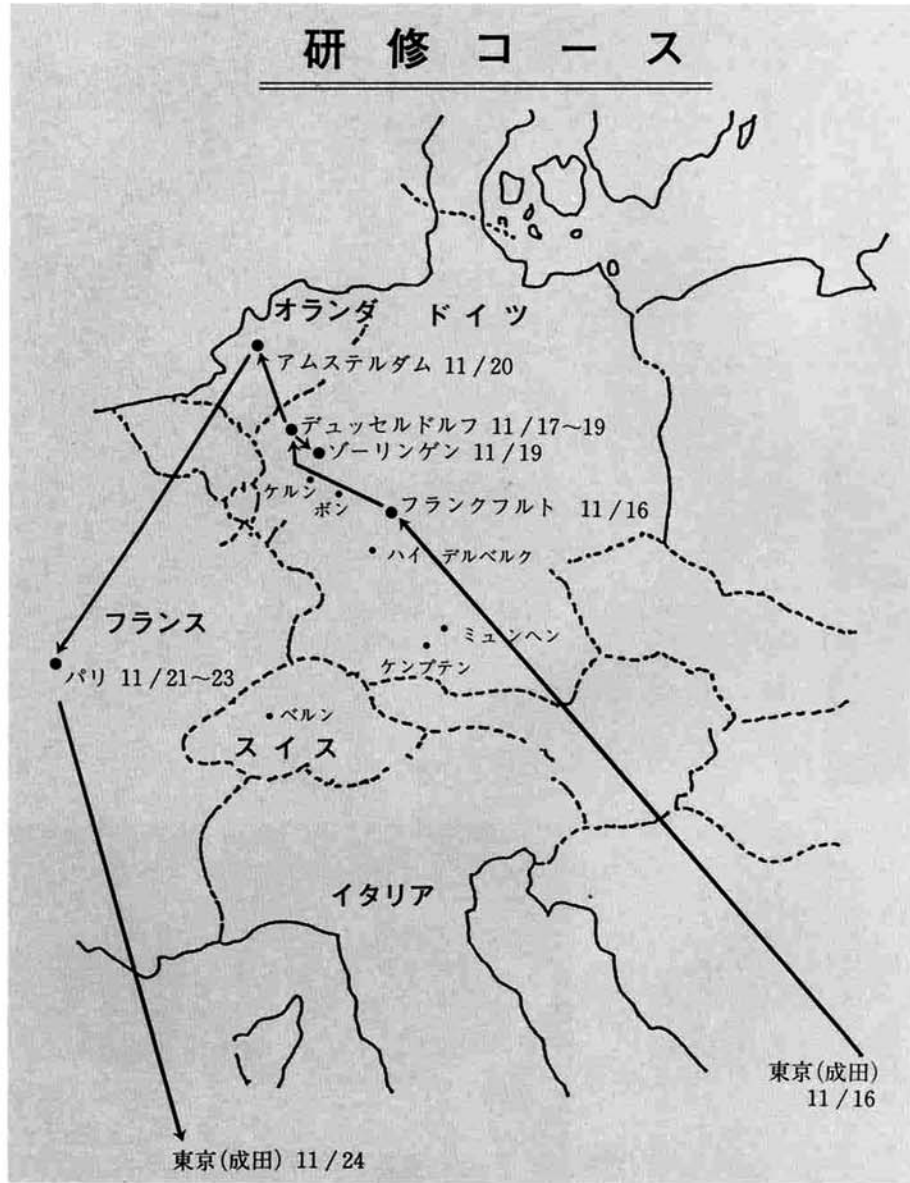 研修コース
オランダ
ドイツ
アムステルダム 11/20
デュッセルドルフ 11/17～19
ゾーリンゲン 11/19
ケルン
ボン
フランクフルト 11/16
ハイデルベルク
フランス
ミュンヘン
ケンプテン
パリ 11/21～23
ベルン
スイス
イタリア
東京(成田)
11/16
東京(成田) 11/24